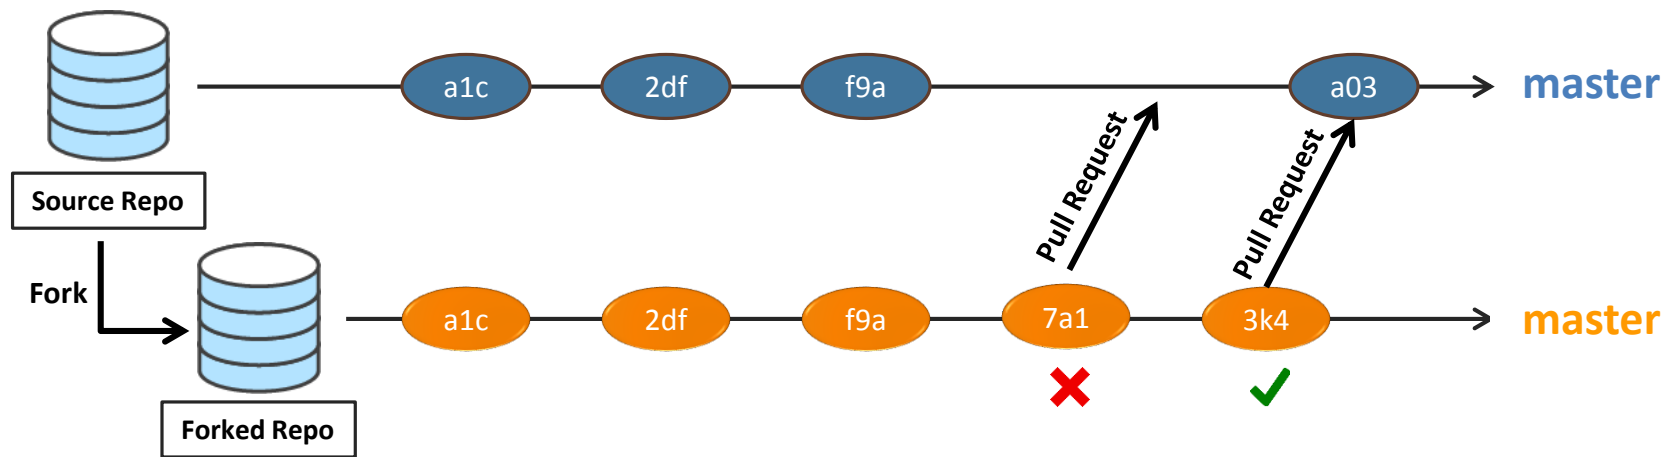 a1c
2df
f9a
a03
master
Source Repo
Pull Request
Pull Request
Fork
a1c
2df
f9a
7a1
3k4
master
Forked Repo